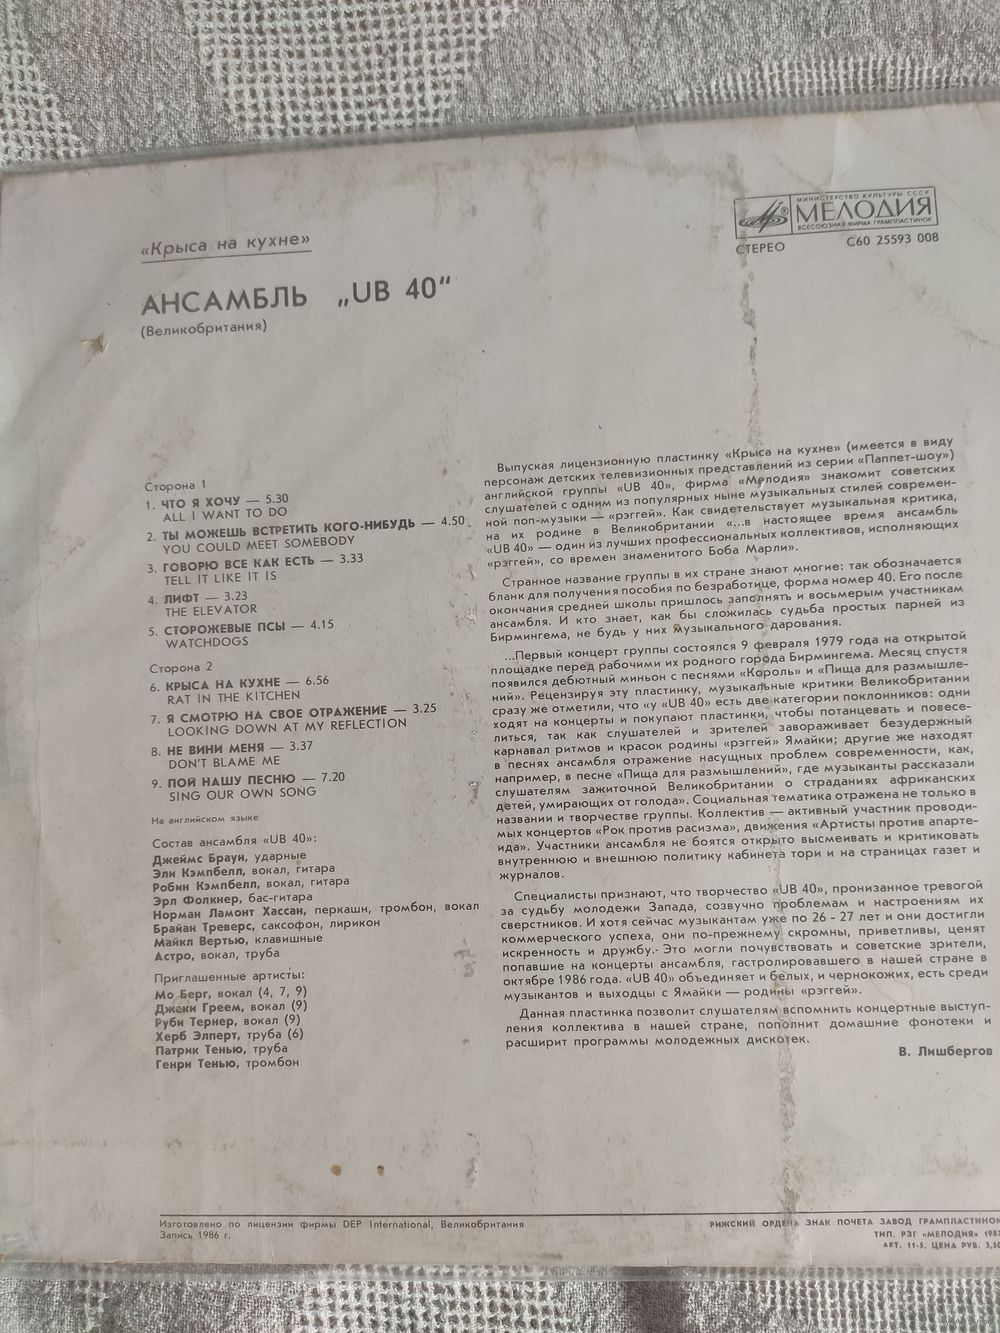 МИНИСТЕРСТВО КУЛЬТУРЫ СССР
МЕЛОДИЯ
ВСЕСОЮЗНАЯ ФИРМА ГРАМПЛАСТИНОК
СТЕРЕО С60 25593 008
«Крыса на кухне»
АНСАМБЛЬ „UB 40“
(Великобритания)
Сторона 1
1. ЧТО Я ХОЧУ — 5.30
ALL I WANT TO DO
2. ТЫ МОЖЕШЬ ВСТРЕТИТЬ КОГО-НИБУДЬ — 4.50
YOU COULD MEET SOMEBODY
3. ГОВОРЮ ВСЕ КАК ЕСТЬ — 3.33
TELL IT LIKE IT IS
4. ЛИФТ — 3.23
THE ELEVATOR
5. СТОРОЖЕВЫЕ ПСЫ — 4.15
WATCHDOGS
Сторона 2
6. КРЫСА НА КУХНЕ — 6.56
RAT IN THE KITCHEN
7. Я СМОТРЮ НА СВОЕ ОТРАЖЕНИЕ — 3.25
LOOKING DOWN AT MY REFLECTION
8. НЕ ВИНИ МЕНЯ — 3.37
DON'T BLAME ME
9. ПОЙ НАШУ ПЕСНЮ — 7.20
SING OUR OWN SONG
На английском языке
Состав ансамбля «UB 40»:
Джеймс Браун, ударные
Эли Кэмпбелл, вокал, гитара
Робин Кэмпбелл, вокал, гитара
Эрл Фолкнер, бас-гитара
Норман Ламонт Хассан, перкашн, тромбон, вокал
Брайан Треверс, саксофон, лирикон
Майкл Вертью, клавишные
Астро, вокал, труба
Приглашенные артисты:
Мо Берг, вокал (4, 7, 9)
Джеки Греем, вокал (9)
Руби Тернер, вокал (9)
Херб Элперт, труба (6)
Патрик Тенью, труба
Генри Тенью, тромбон
Выпуская лицензионную пластинку «Крыса на кухне» (имеется в виду
персонаж детских телевизионных представлений из серии «Паппет-шоу»)
английской группы «UB 40», фирма «Мелодия» знакомит советских
слушателей с одним из популярных ныне музыкальных стилей современ-
ной поп-музыки — «рэггей». Как свидетельствует музыкальная критика,
на их родине в Великобритании «...в настоящее время ансамбль
«UB 40» — один из лучших профессиональных коллективов, исполняющих
«рэггей», со времен знаменитого Боба Марли».
Странное название группы в их стране знают многие: так обозначается
бланк для получения пособия по безработице, форма номер 40. Его после
окончания средней школы пришлось заполнять и восьмерым участникам
ансамбля. И кто знает, как бы сложилась судьба простых парней из
Бирмингема, не будь у них музыкального дарования.
...Первый концерт группы состоялся 9 февраля 1979 года на открытой
площадке перед рабочими их родного города Бирмингема. Месяц спустя
появился дебютный миньон с песнями «Король» и «Пища для размышле-
ний». Рецензируя эту пластинку, музыкальные критики Великобритании
сразу же отметили, что «у «UB 40» есть две категории поклонников: одни
ходят на концерты и покупают пластинки, чтобы потанцевать и повесе-
литься, так как слушателей и зрителей завораживает безудержный
карнавал ритмов и красок родины «рэггей» Ямайки; другие же находят
в песнях ансамбля отражение насущных проблем современности, как,
например, в песне «Пища для размышлений», где музыканты рассказали
слушателям зажиточной Великобритании о страданиях африканских
детей, умирающих от голода». Социальная тематика отражена не только в
названии и творчестве группы. Коллектив — активный участник проводи-
мых концертов «Рок против расизма», движения «Артисты против апарте-
ида». Участники ансамбля не боятся открыто высмеивать и критиковать
внутреннюю и внешнюю политику кабинета тори и на страницах газет и
журналов.
Специалисты признают, что творчество «UB 40», пронизанное тревогой
за судьбу молодежи Запада, созвучно проблемам и настроениям их
сверстников. И хотя сейчас музыкантам уже по 26 - 27 лет и они достигли
коммерческого успеха, они по-прежнему скромны, приветливы, ценят
искренность и дружбу. Это могли почувствовать и советские зрители,
попавшие на концерты ансамбля, гастролировавшего в нашей стране в
октябре 1986 года. «UB 40» объединяет и белых, и чернокожих, есть среди
музыкантов и выходцы с Ямайки — родины «рэггей».
Данная пластинка позволит слушателям вспомнить концертные выступ-
ления коллектива в нашей стране, пополнит домашние фонотеки и
расширит программы молодежных дискотек.
В. Лишбергов
Изготовлено по лицензии фирмы DEP International, Великобритания
Запись 1986 г.
РИЖСКИЙ ОРДЕНА ЗНАК ПОЧЕТА ЗАВОД ГРАМПЛАСТИНОК
ТИП. РЗГ «МЕЛОДИЯ» 198
АРТ. 11-5. ЦЕНА РУБ. 3,50